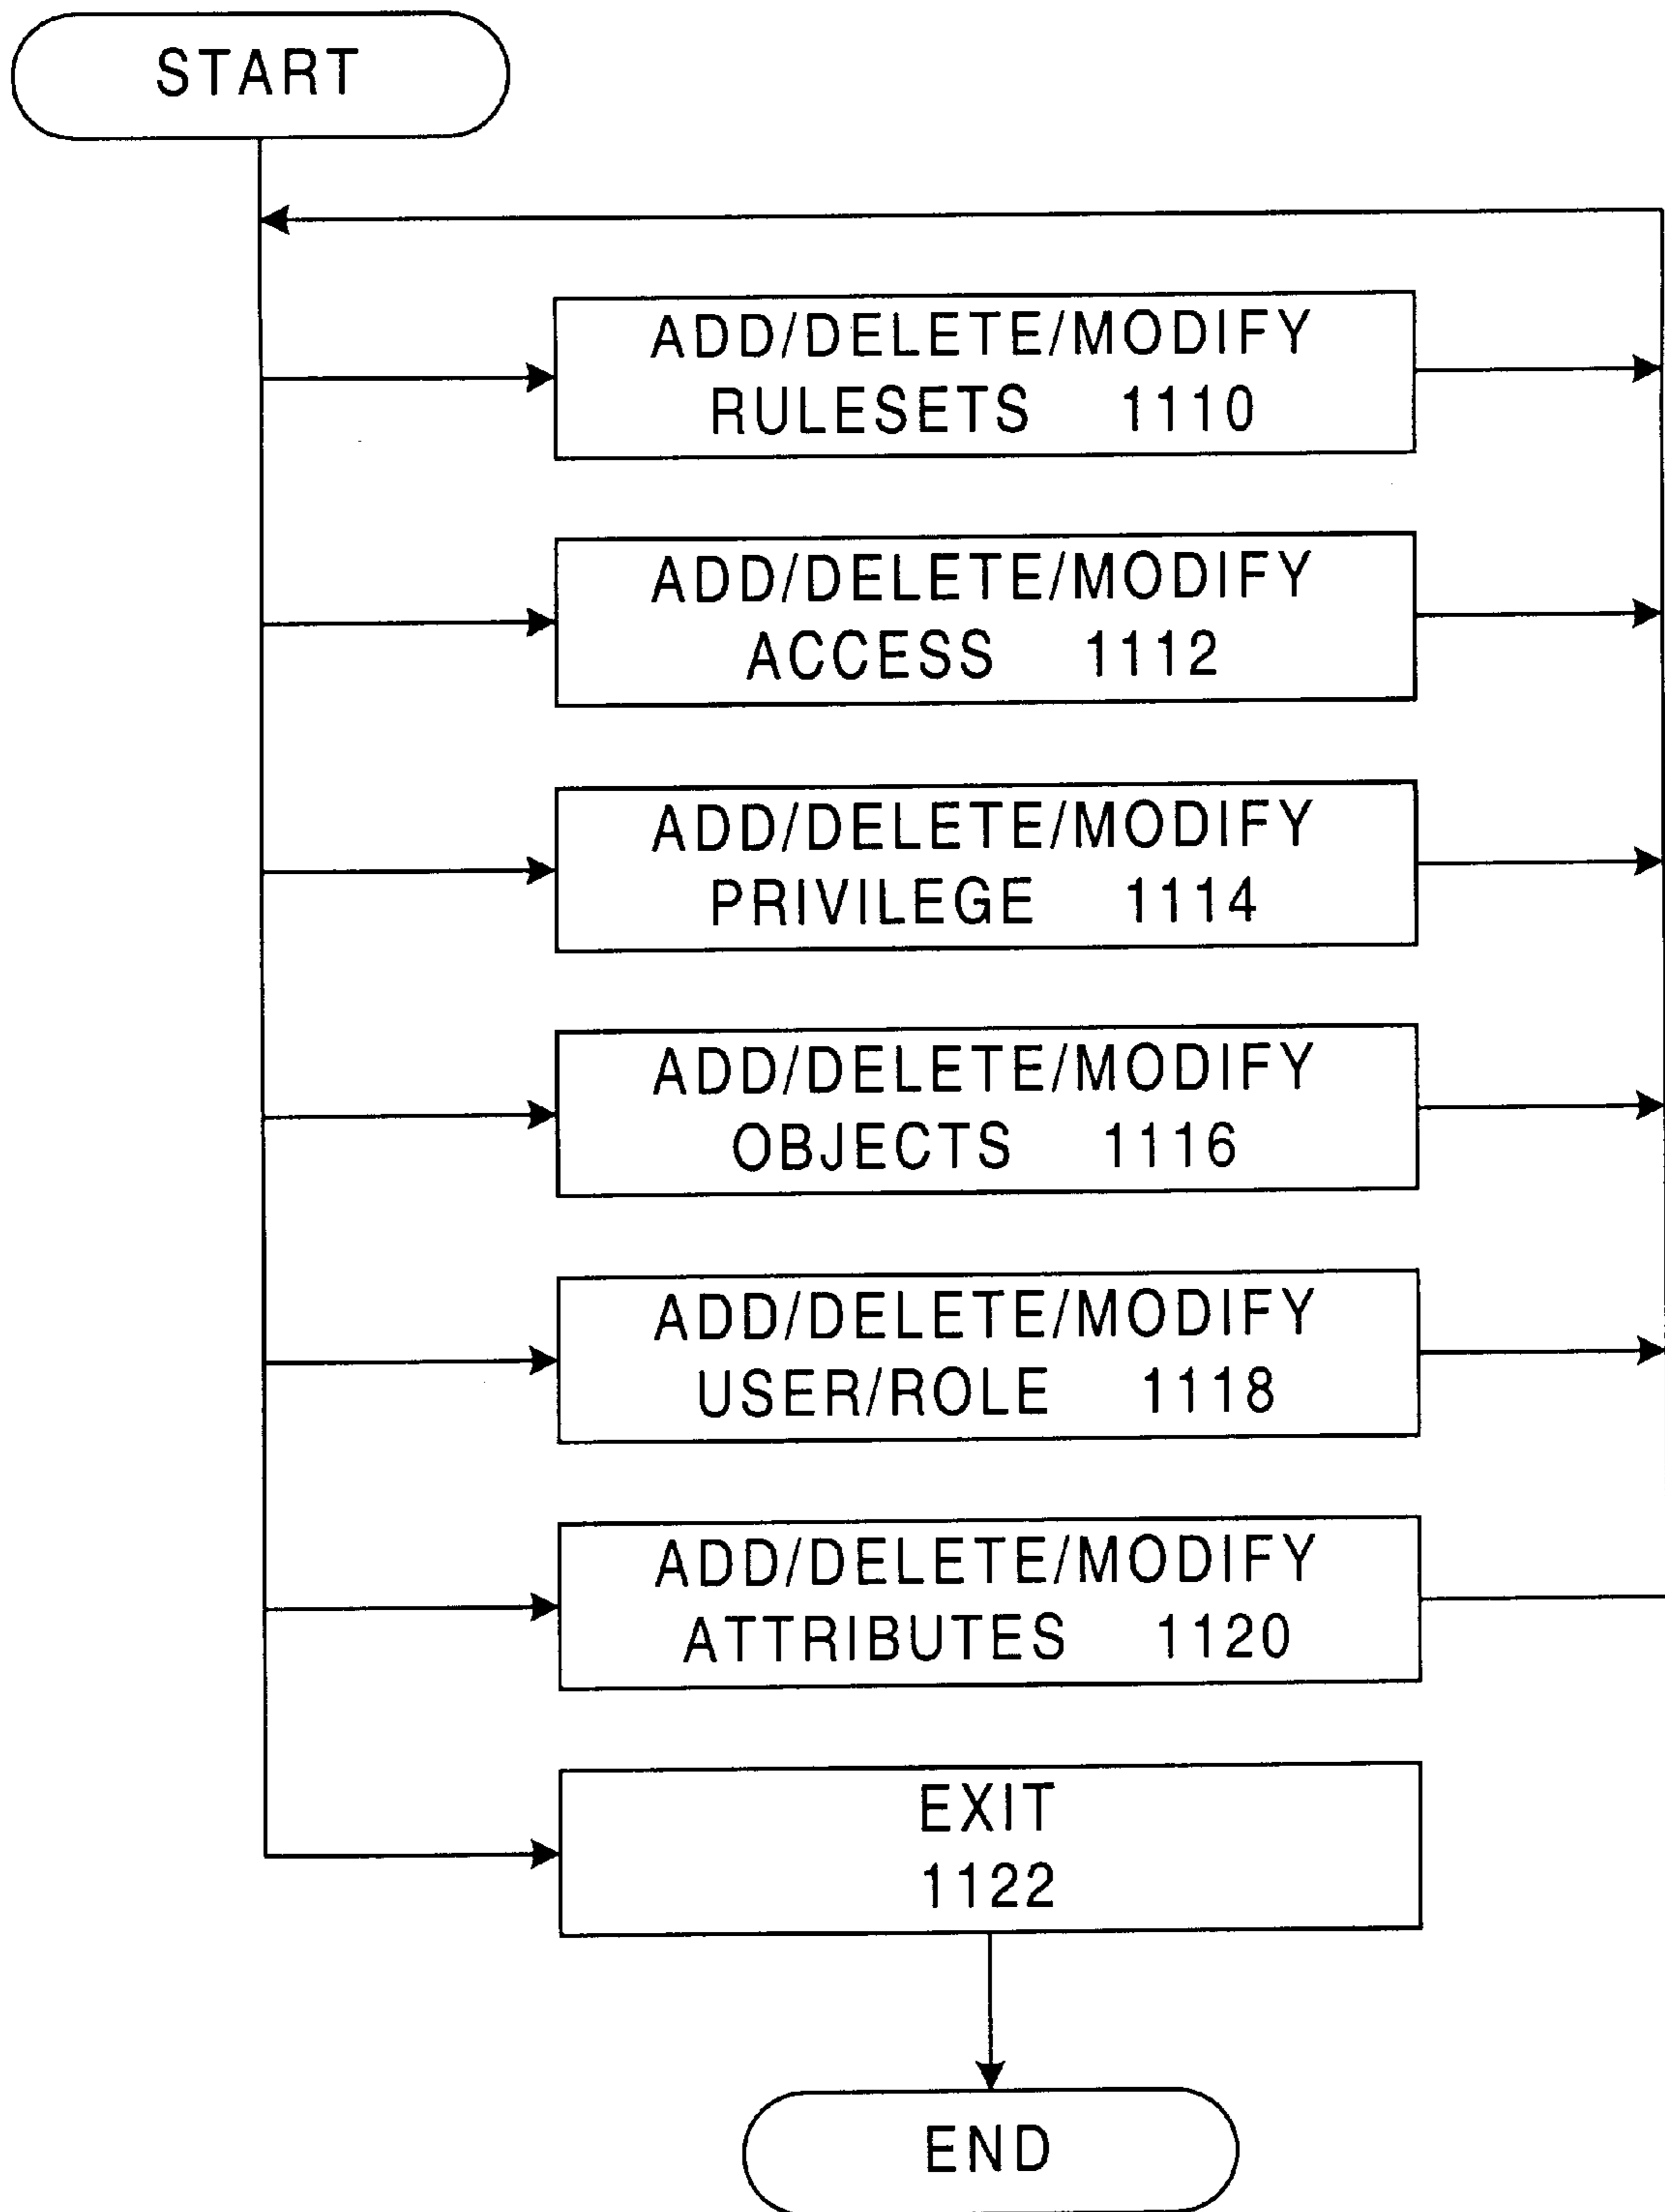 START
ADD/DELETE/MODIFY
RULESETS 1110
ADD/DELETE/MODIFY
ACCESS 1112
ADD/DELETE/MODIFY
PRIVILEGE 1114
ADD/DELETE/MODIFY
OBJECTS 1116
ADD/DELETE/MODIFY
USER/ROLE 1118
ADD/DELETE/MODIFY
ATTRIBUTES 1120
EXIT
1122
END